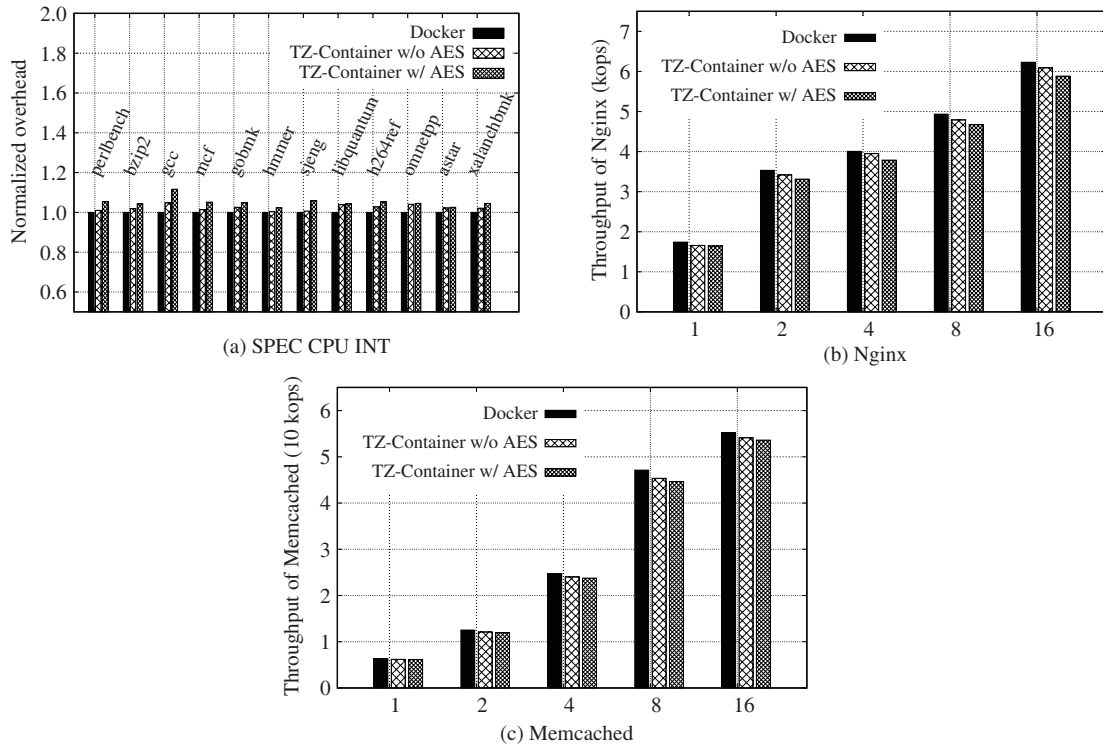 2.0
1.8
1.6
1.4
1.2
1.0
0.8
0.6
Normalized overhead
Docker
TZ-Container w/o AES
TZ-Container w/ AES
perlbench
bzip2
gcc
mcf
gobmk
hmmer
sjeng
libquantum
h264ref
omnetpp
astar
xalanchbmk
(a) SPEC CPU INT
7
6
5
4
3
2
1
0
Throughput of Nginx (kops)
Docker
TZ-Container w/o AES
TZ-Container w/ AES
1 2 4 8 16
(b) Nginx
6
5
4
3
2
1
0
Throughput of Memcached (10 kops)
Docker
TZ-Container w/o AES
TZ-Container w/ AES
1 2 4 8 16
(c) Memcached